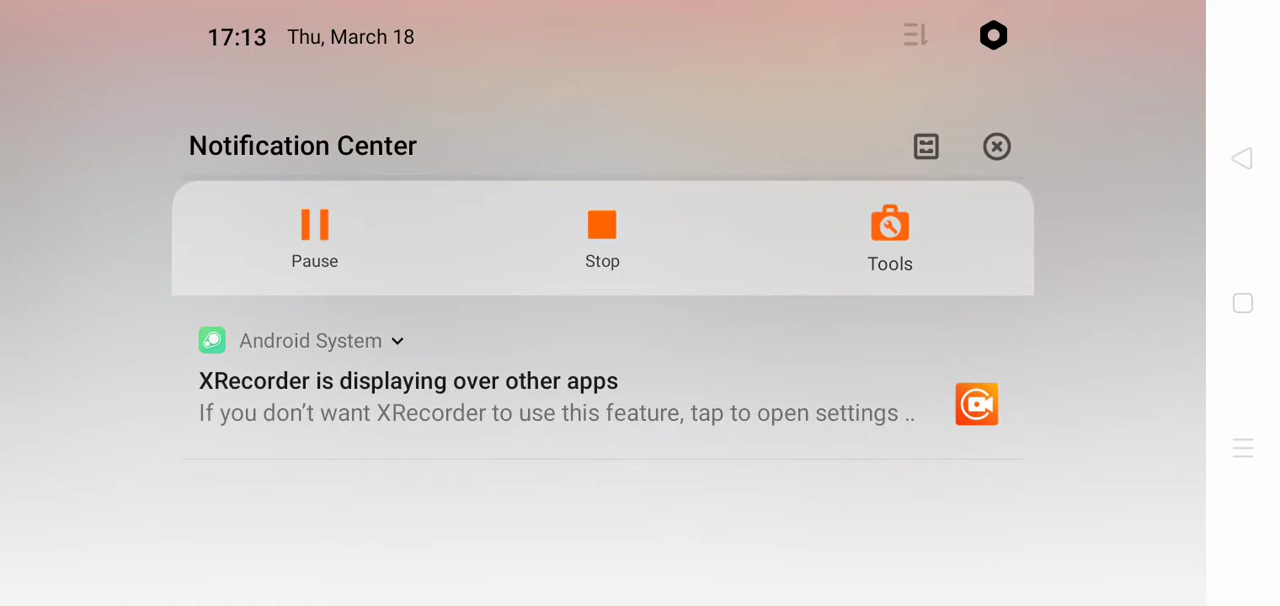 17:13 Thu, March 18
Notification Center
Pause Stop Tools
Android System
XRecorder is displaying over other apps
If you don’t want XRecorder to use this feature, tap to open settings ..